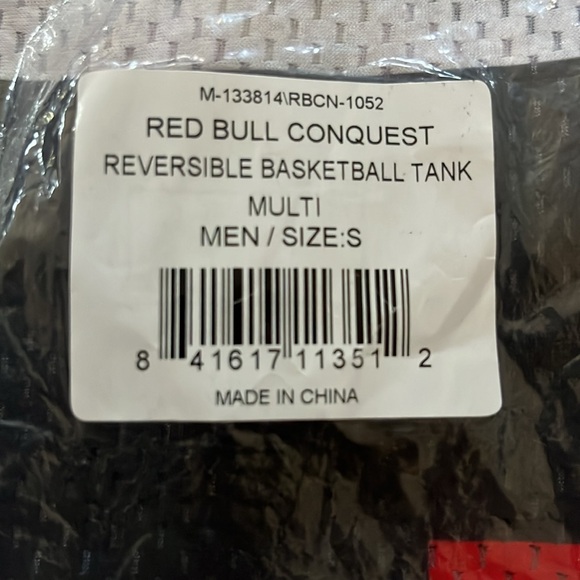 M-133814\RBCN-1052
RED BULL CONQUEST
REVERSIBLE BASKETBALL TANK
MULTI
MEN / SIZE:S
8 41617 11351 2
MADE IN CHINA